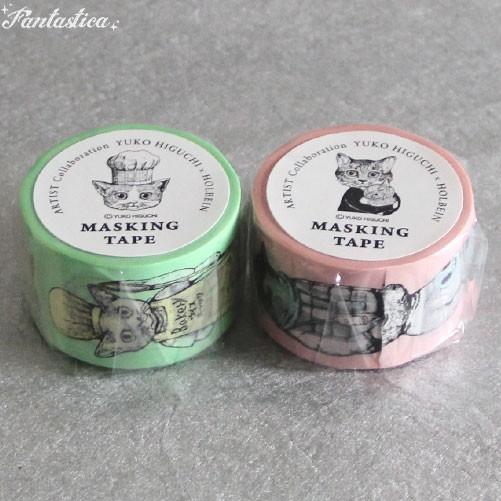 Fantastica
ARTIST Collaboration YUKO HIGUCHI × HOLBEIN
©YUKO HIGUCHI
MASKING
TAPE
Bakery
ARTIST Collaboration YUKO HIGUCHI × HOLBEIN
©YUKO HIGUCHI
MASKING
TAPE